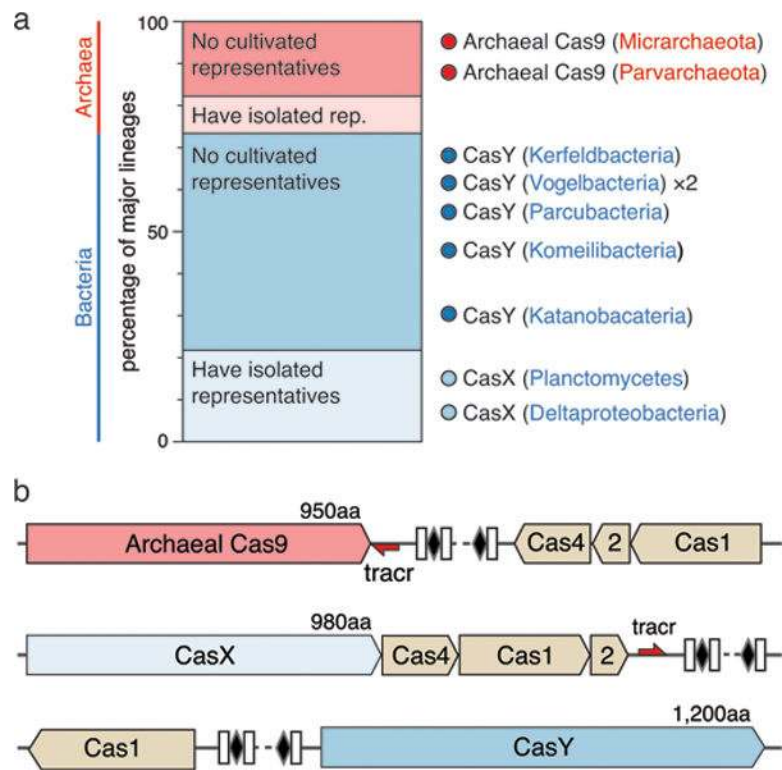 a
100
50
0
percentage of major lineages
Archaea
Bacteria
No cultivated
representatives
Have isolated rep.
No cultivated
representatives
Have isolated
representatives
Archaeal Cas9 (Micrarchaeota)
Archaeal Cas9 (Parvarchaeota)
CasY (Kerfeldbacteria)
CasY (Vogelbacteria) ×2
CasY (Parcubacteria)
CasY (Komeilibacteria)
CasY (Katanobacateria)
CasX (Planctomycetes)
CasX (Deltaproteobacteria)
b
950aa
Archaeal Cas9
tracr
Cas4
2
Cas1
980aa
CasX
Cas4
Cas1
2
tracr
1,200aa
Cas1
CasY